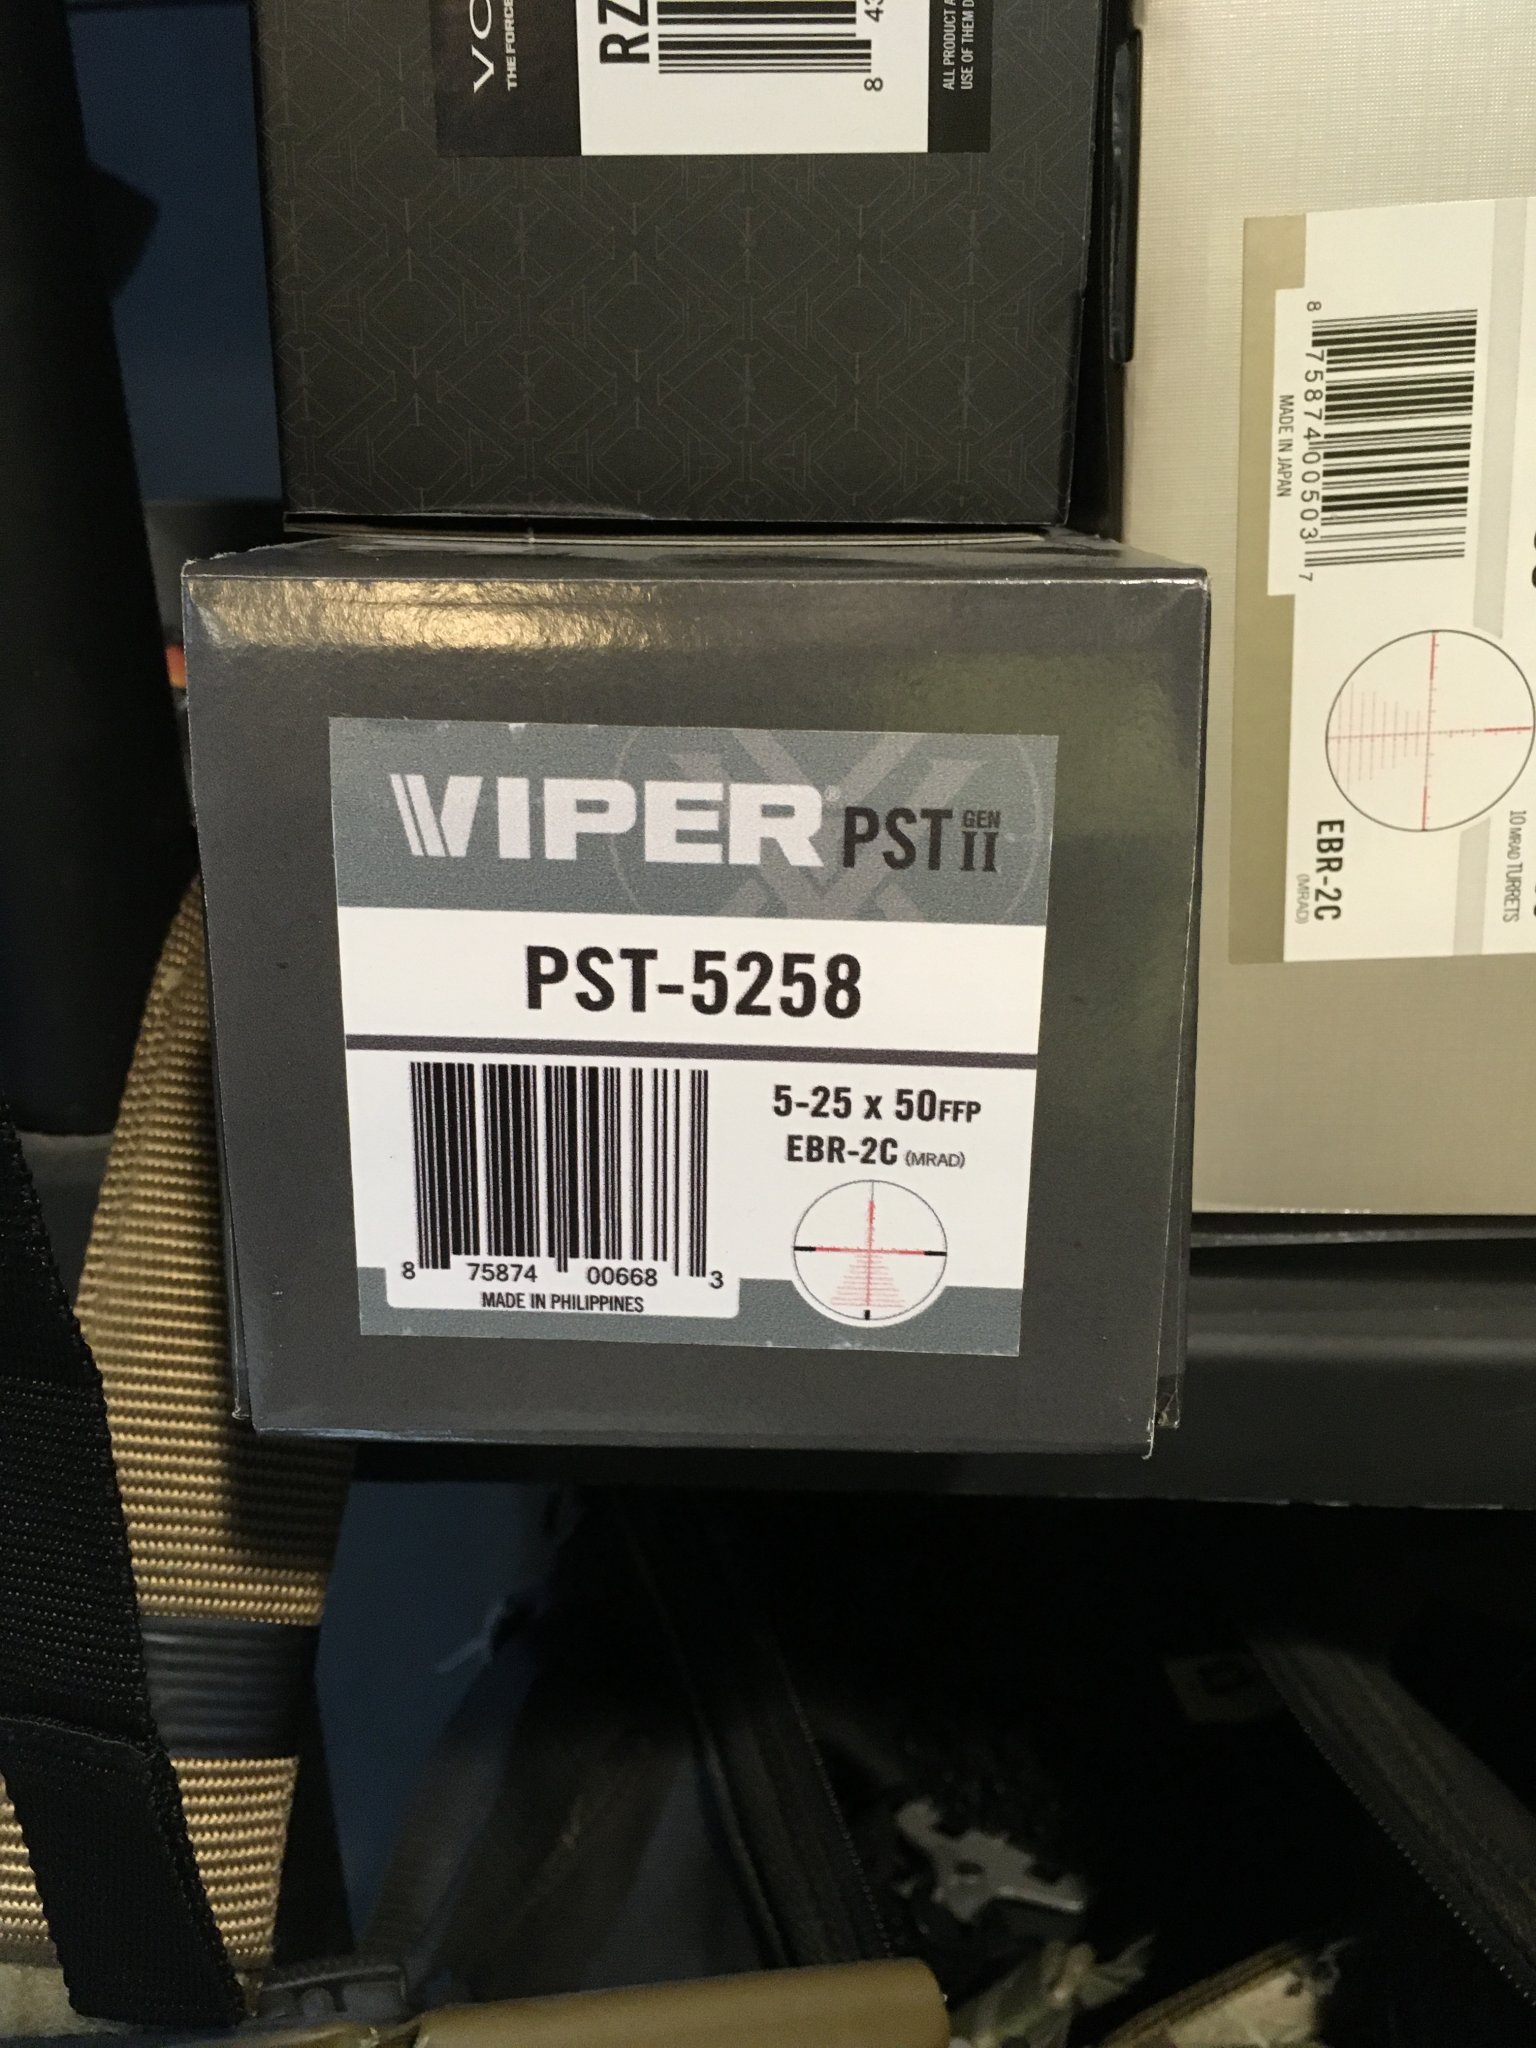 VIPER® PST GEN II
PST-5258
5-25 x 50FFP
EBR-2C (MRAD)
8 75874 00668 3
MADE IN PHILIPPINES
THE FORCE
8 43
ALL PRODUCT
USE OF THEM
8 75874 00503 7
MADE IN JAPAN
EBR-2C
(MRAD)
10 MRAD TURRETS